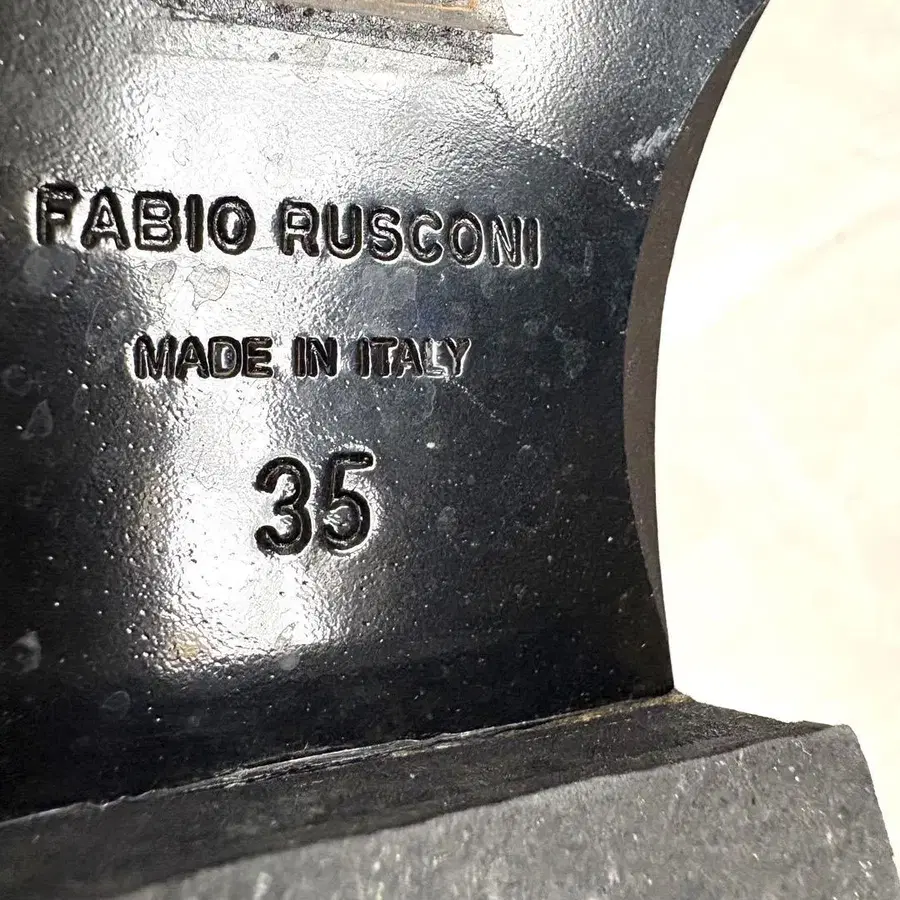 FABIO RUSCONI
MADE IN ITALY
35